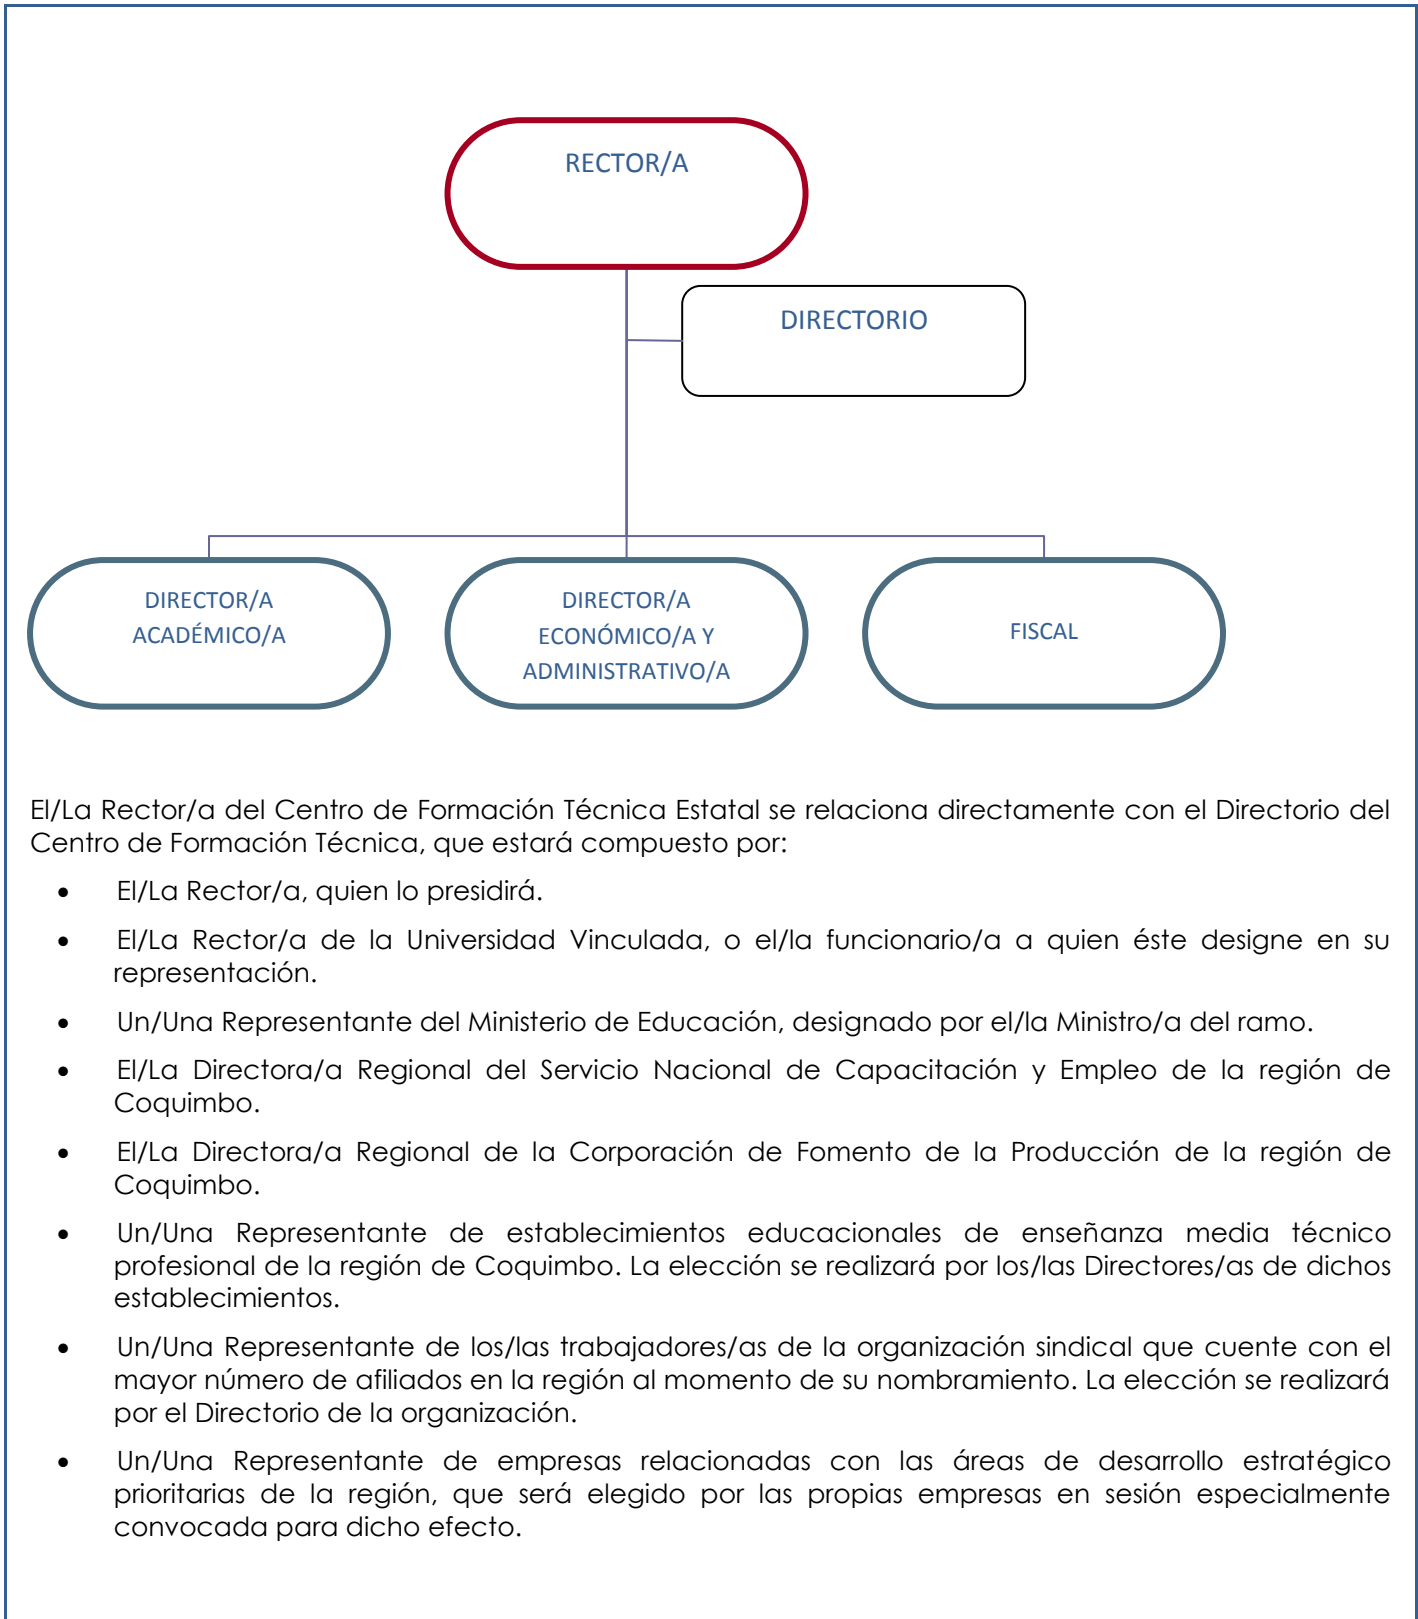 RECTOR/A
DIRECTORIO
DIRECTOR/A
ACADÉMICO/A
DIRECTOR/A
ECONÓMICO/A Y
ADMINISTRATIVO/A
FISCAL
El/La Rector/a del Centro de Formación Técnica Estatal se relaciona directamente con el Directorio del
Centro de Formación Técnica, que estará compuesto por:
• El/La Rector/a, quien lo presidirá.
• El/La Rector/a de la Universidad Vinculada, o el/la funcionario/a a quien éste designe en su
representación.
• Un/Una Representante del Ministerio de Educación, designado por el/la Ministro/a del ramo.
• El/La Directora/a Regional del Servicio Nacional de Capacitación y Empleo de la región de
Coquimbo.
• El/La Directora/a Regional de la Corporación de Fomento de la Producción de la región de
Coquimbo.
• Un/Una Representante de establecimientos educacionales de enseñanza media técnico
profesional de la región de Coquimbo. La elección se realizará por los/las Directores/as de dichos
establecimientos.
• Un/Una Representante de los/las trabajadores/as de la organización sindical que cuente con el
mayor número de afiliados en la región al momento de su nombramiento. La elección se realizará
por el Directorio de la organización.
• Un/Una Representante de empresas relacionadas con las áreas de desarrollo estratégico
prioritarias de la región, que será elegido por las propias empresas en sesión especialmente
convocada para dicho efecto.